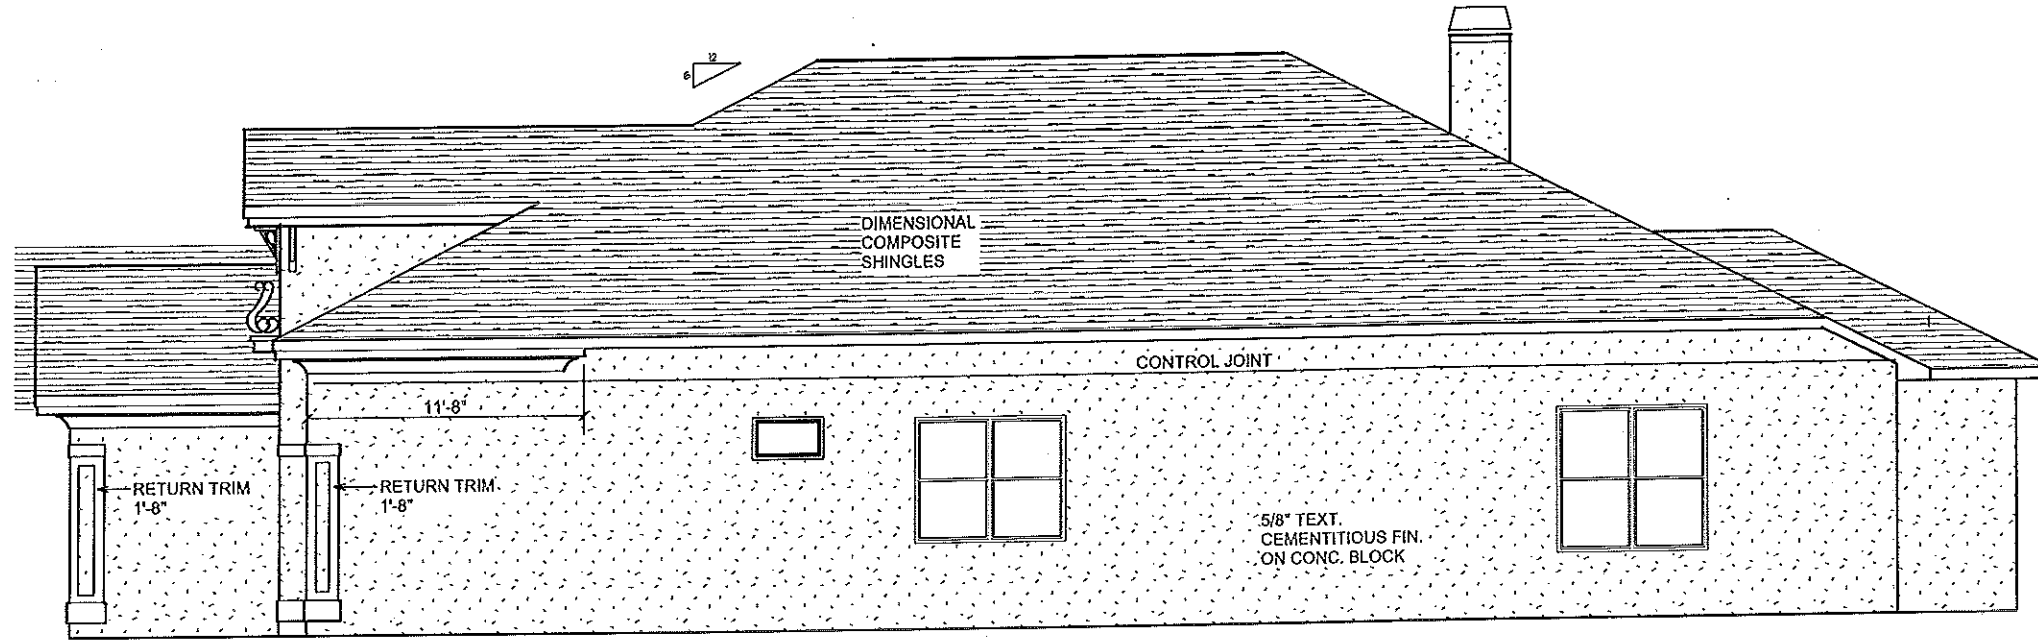 12
6
DIMENSIONAL
COMPOSITE
SHINGLES
CONTROL JOINT
11'-8"
RETURN TRIM
1'-8"
RETURN TRIM
1'-8"
5/8" TEXT.
CEMENTITIOUS FIN.
ON CONC. BLOCK